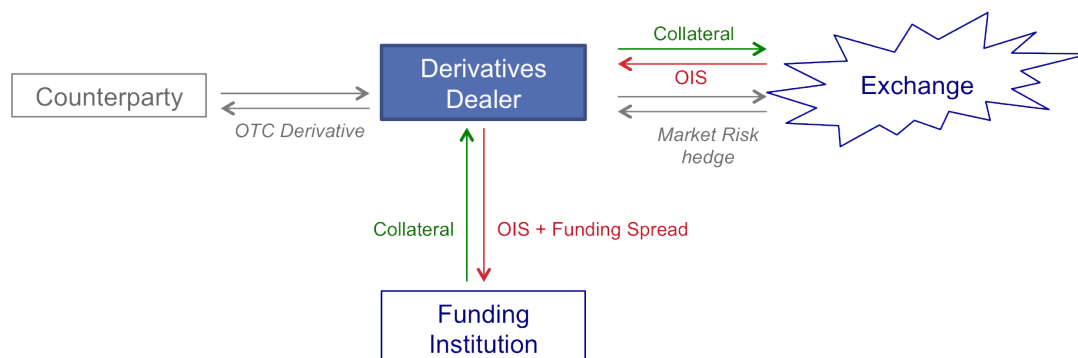 Collateral
Derivatives
Dealer
OIS
Exchange
Counterparty
OTC Derivative
Market Risk
hedge
Collateral
OIS + Funding Spread
Funding
Institution